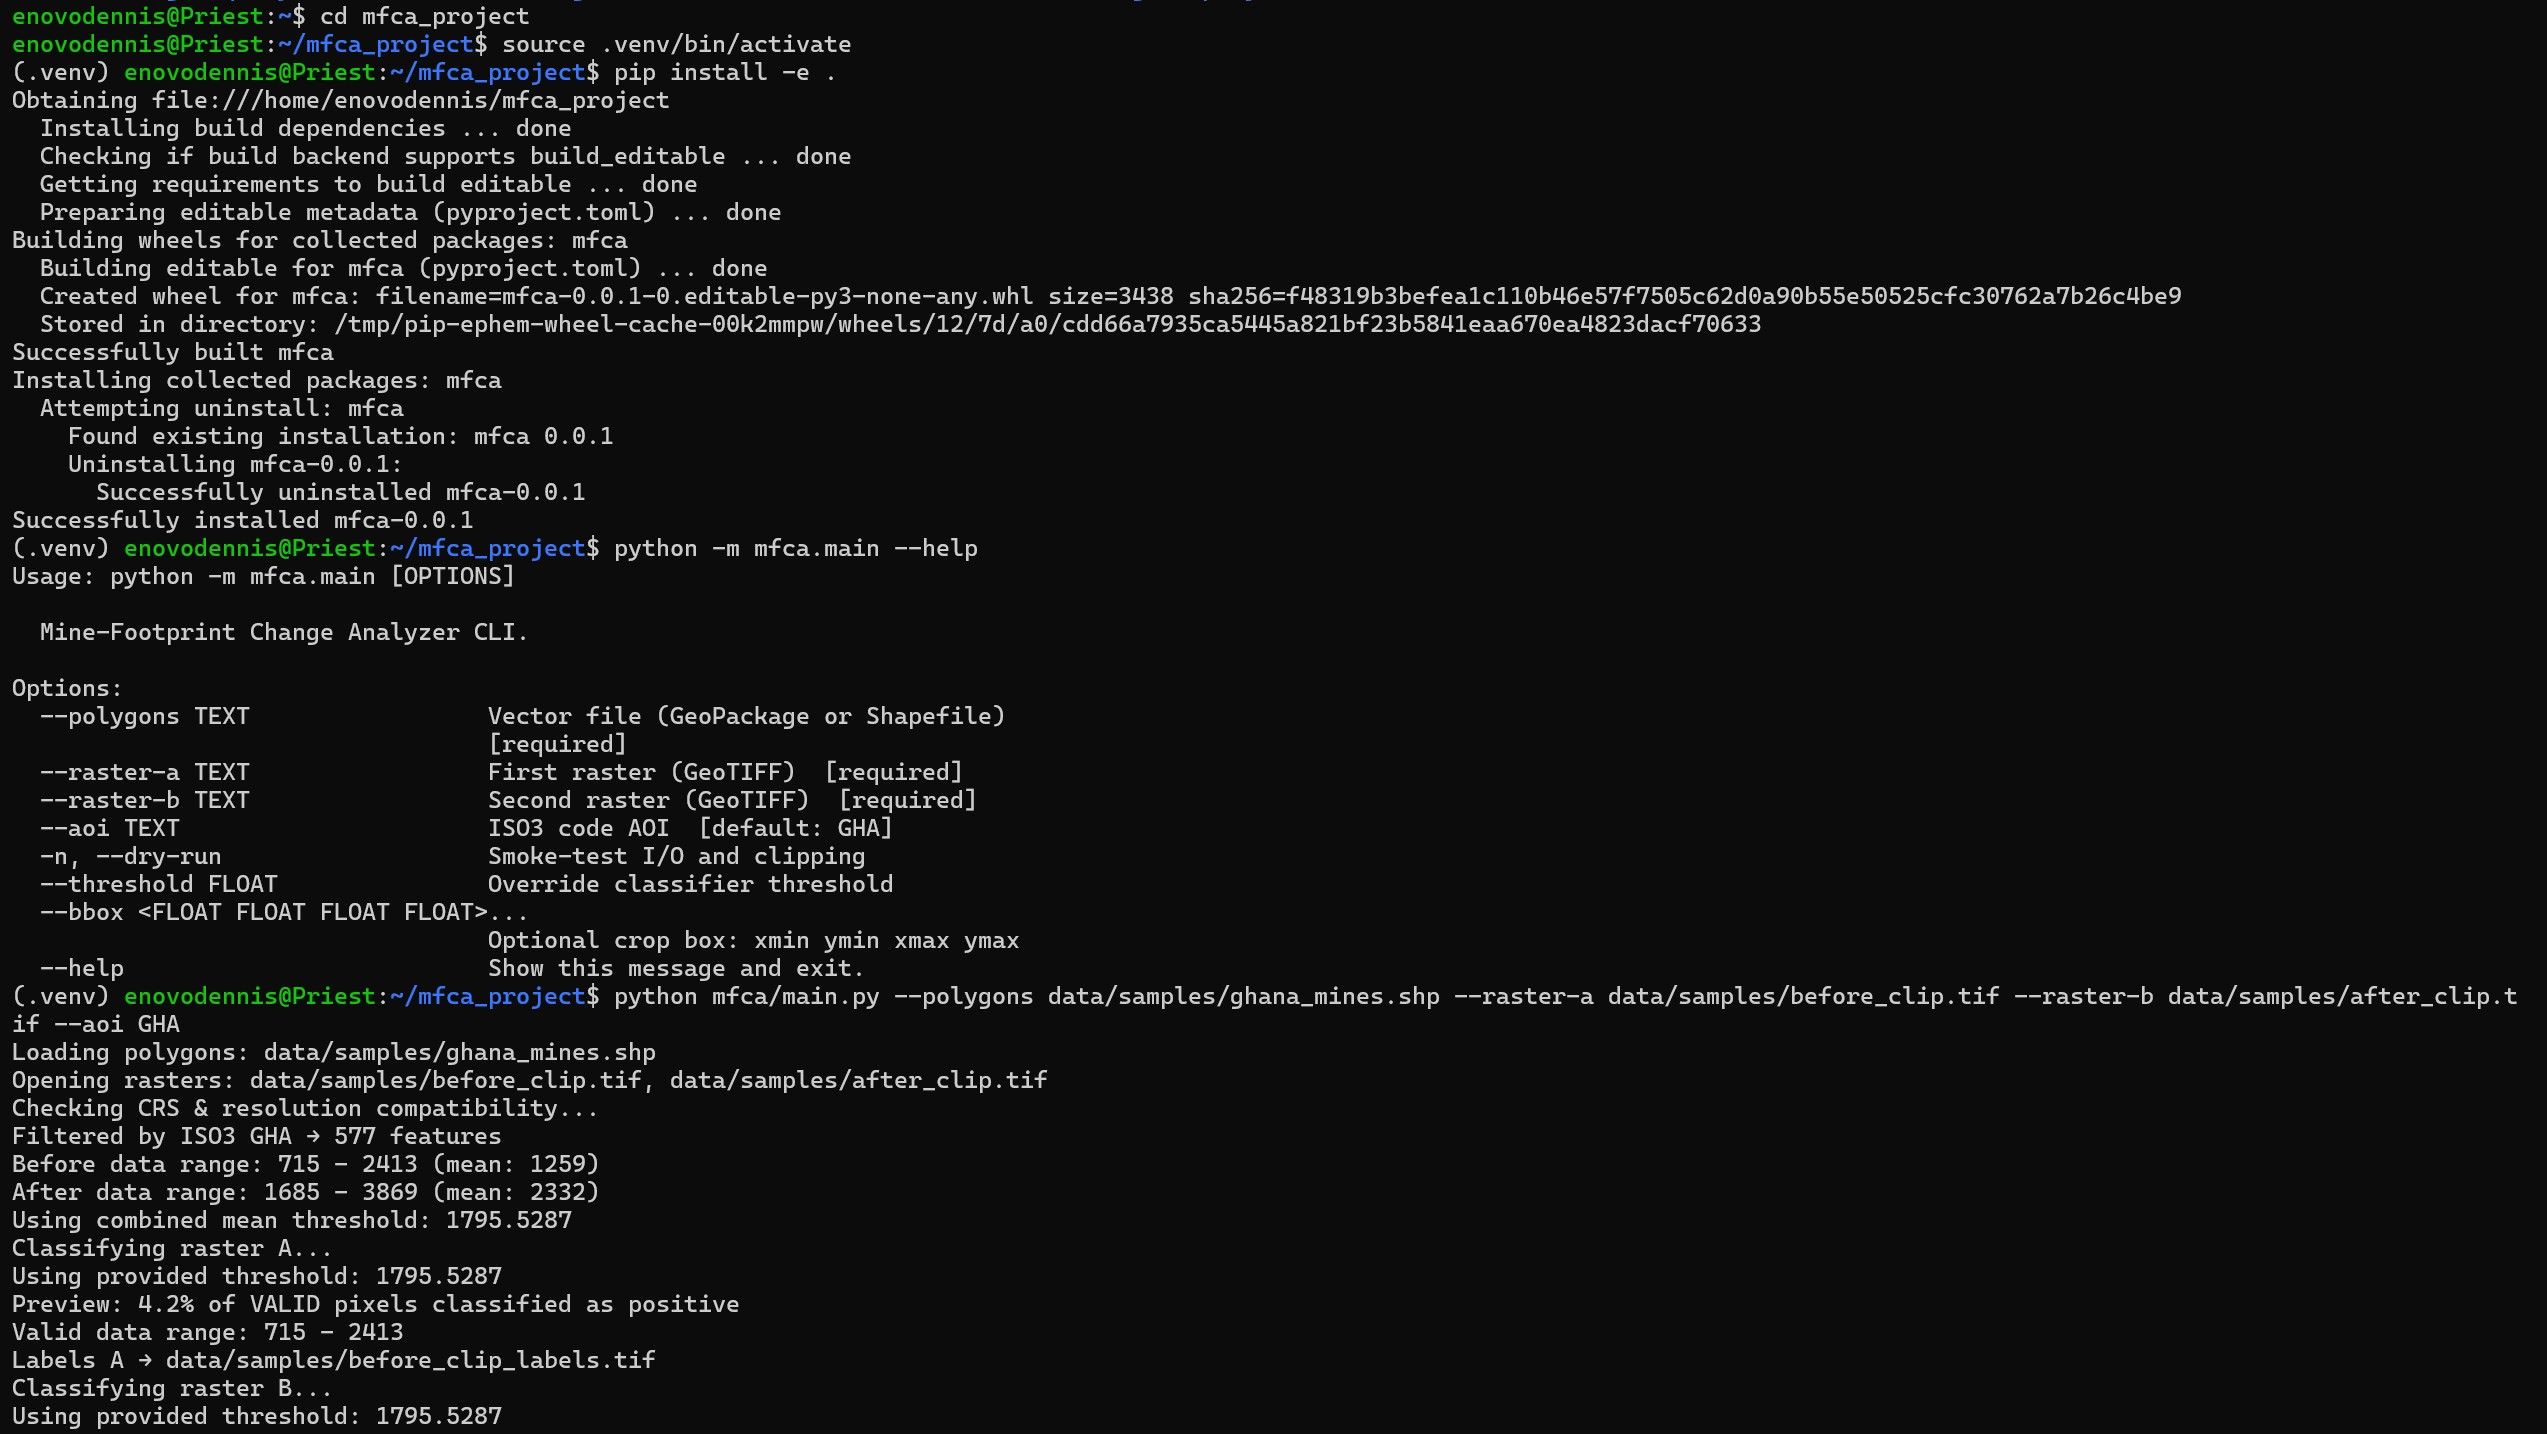 enovodennis@Priest:~$ cd mfca_project
enovodennis@Priest:~/mfca_project$ source .venv/bin/activate
(.venv) enovodennis@Priest:~/mfca_project$ pip install -e .
Obtaining file:///home/enovodennis/mfca_project
  Installing build dependencies ... done
  Checking if build backend supports build_editable ... done
  Getting requirements to build editable ... done
  Preparing editable metadata (pyproject.toml) ... done
Building wheels for collected packages: mfca
  Building editable for mfca (pyproject.toml) ... done
  Created wheel for mfca: filename=mfca-0.0.1-0.editable-py3-none-any.whl size=3438 sha256=f48319b3befea1c110b46e57f7505c62d0a90b55e50525cfc30762a7b26c4be9
  Stored in directory: /tmp/pip-ephem-wheel-cache-00k2mmpw/wheels/12/7d/a0/cdd66a7935ca5445a821bf23b5841eaa670ea4823dacf70633
Successfully built mfca
Installing collected packages: mfca
  Attempting uninstall: mfca
    Found existing installation: mfca 0.0.1
    Uninstalling mfca-0.0.1:
      Successfully uninstalled mfca-0.0.1
Successfully installed mfca-0.0.1
(.venv) enovodennis@Priest:~/mfca_project$ python -m mfca.main --help
Usage: python -m mfca.main [OPTIONS]

  Mine-Footprint Change Analyzer CLI.

Options:
  --polygons TEXT                 Vector file (GeoPackage or Shapefile)
                                  [required]
  --raster-a TEXT                 First raster (GeoTIFF)  [required]
  --raster-b TEXT                 Second raster (GeoTIFF)  [required]
  --aoi TEXT                      ISO3 code AOI  [default: GHA]
  -n, --dry-run                   Smoke-test I/O and clipping
  --threshold FLOAT               Override classifier threshold
  --bbox <FLOAT FLOAT FLOAT FLOAT>...
                                  Optional crop box: xmin ymin xmax ymax
  --help                          Show this message and exit.
(.venv) enovodennis@Priest:~/mfca_project$ python mfca/main.py --polygons data/samples/ghana_mines.shp --raster-a data/samples/before_clip.tif --raster-b data/samples/after_clip.t
if --aoi GHA
Loading polygons: data/samples/ghana_mines.shp
Opening rasters: data/samples/before_clip.tif, data/samples/after_clip.tif
Checking CRS & resolution compatibility...
Filtered by ISO3 GHA → 577 features
Before data range: 715 - 2413 (mean: 1259)
After data range: 1685 - 3869 (mean: 2332)
Using combined mean threshold: 1795.5287
Classifying raster A...
Using provided threshold: 1795.5287
Preview: 4.2% of VALID pixels classified as positive
Valid data range: 715 - 2413
Labels A → data/samples/before_clip_labels.tif
Classifying raster B...
Using provided threshold: 1795.5287